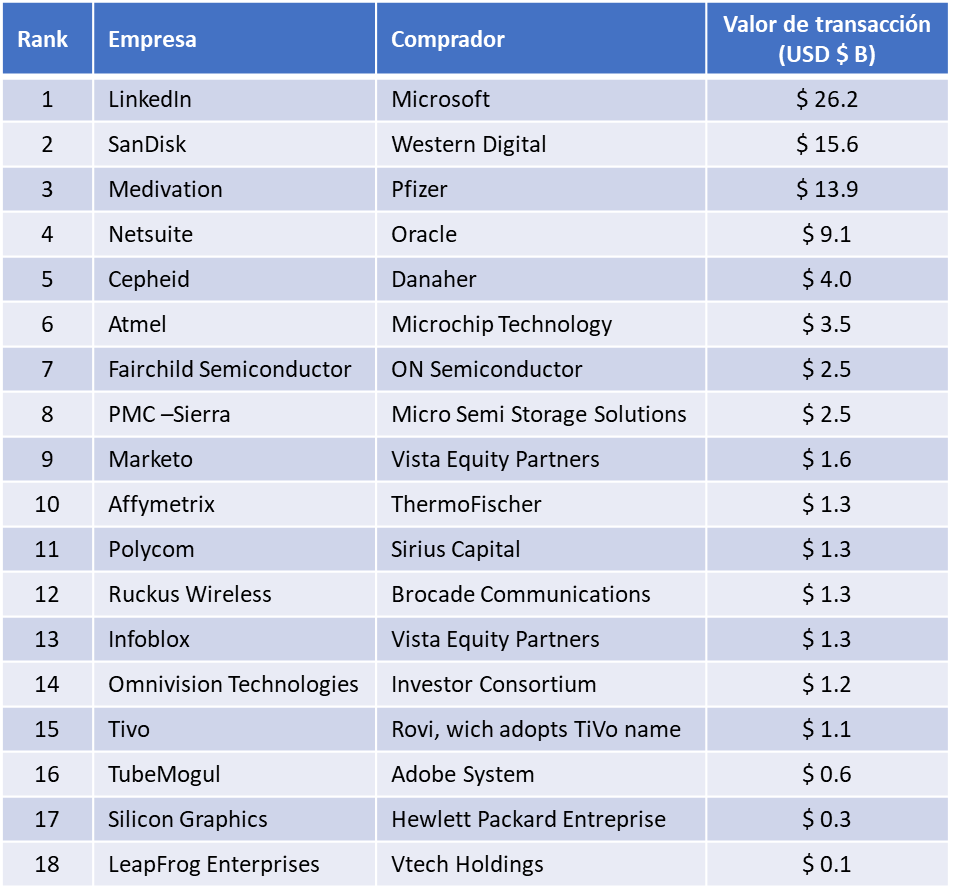 Rank Empresa Comprador Valor de transacción
(USD $ B)
1 LinkedIn Microsoft $ 26.2
2 SanDisk Western Digital $ 15.6
3 Medivation Pfizer $ 13.9
4 Netsuite Oracle $ 9.1
5 Cepheid Danaher $ 4.0
6 Atmel Microchip Technology $ 3.5
7 Fairchild Semiconductor ON Semiconductor $ 2.5
8 PMC –Sierra Micro Semi Storage Solutions $ 2.5
9 Marketo Vista Equity Partners $ 1.6
10 Affymetrix ThermoFischer $ 1.3
11 Polycom Sirius Capital $ 1.3
12 Ruckus Wireless Brocade Communications $ 1.3
13 Infoblox Vista Equity Partners $ 1.3
14 Omnivision Technologies Investor Consortium $ 1.2
15 Tivo Rovi, wich adopts TiVo name $ 1.1
16 TubeMogul Adobe System $ 0.6
17 Silicon Graphics Hewlett Packard Entreprise $ 0.3
18 LeapFrog Enterprises Vtech Holdings $ 0.1